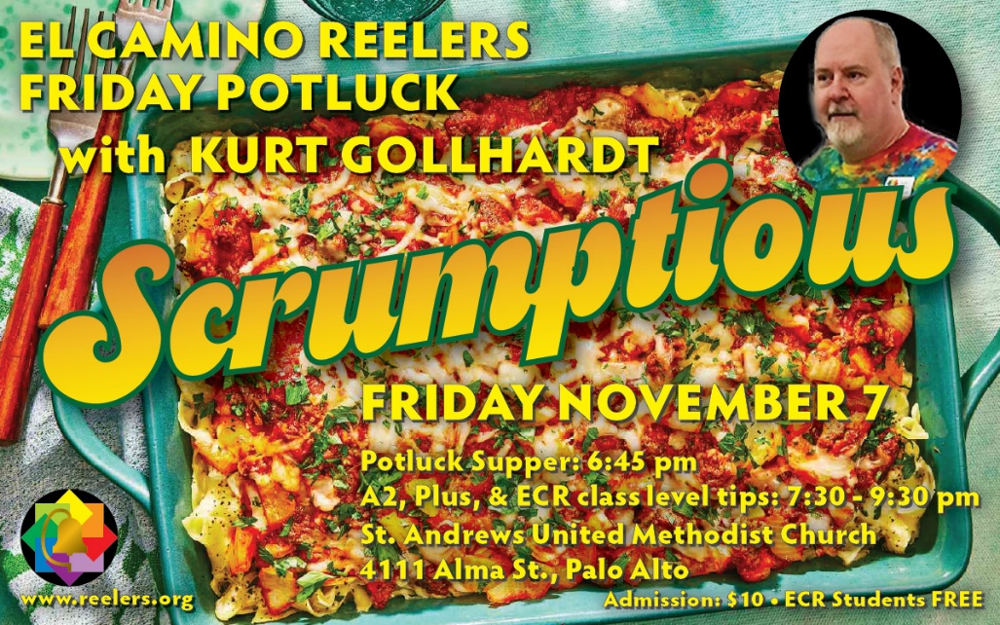 EL CAMINO REELERS
FRIDAY POTLUCK
with KURT GOLLHARDT
Scrumptious
FRIDAY NOVEMBER 7
Potluck Supper: 6:45 pm
A2, Plus, & ECR class level tips: 7:30 - 9:30 pm
St. Andrews United Methodist Church
4111 Alma St., Palo Alto
www.reelers.org
Admission: $10 • ECR Students FREE